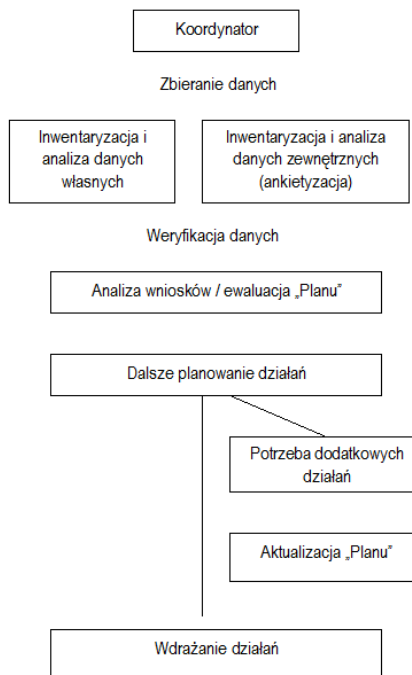 Koordynator
Zbieranie danych
Inwentaryzacja i
analiza danych
własnych
Inwentaryzacja i analiza
danych zewnętrznych
(ankietyzacja)
Weryfikacja danych
Analiza wniosków / ewaluacja „Planu”
Dalsze planowanie działań
Potrzeba dodatkowych
działań
Aktualizacja „Planu”
Wdrażanie działań